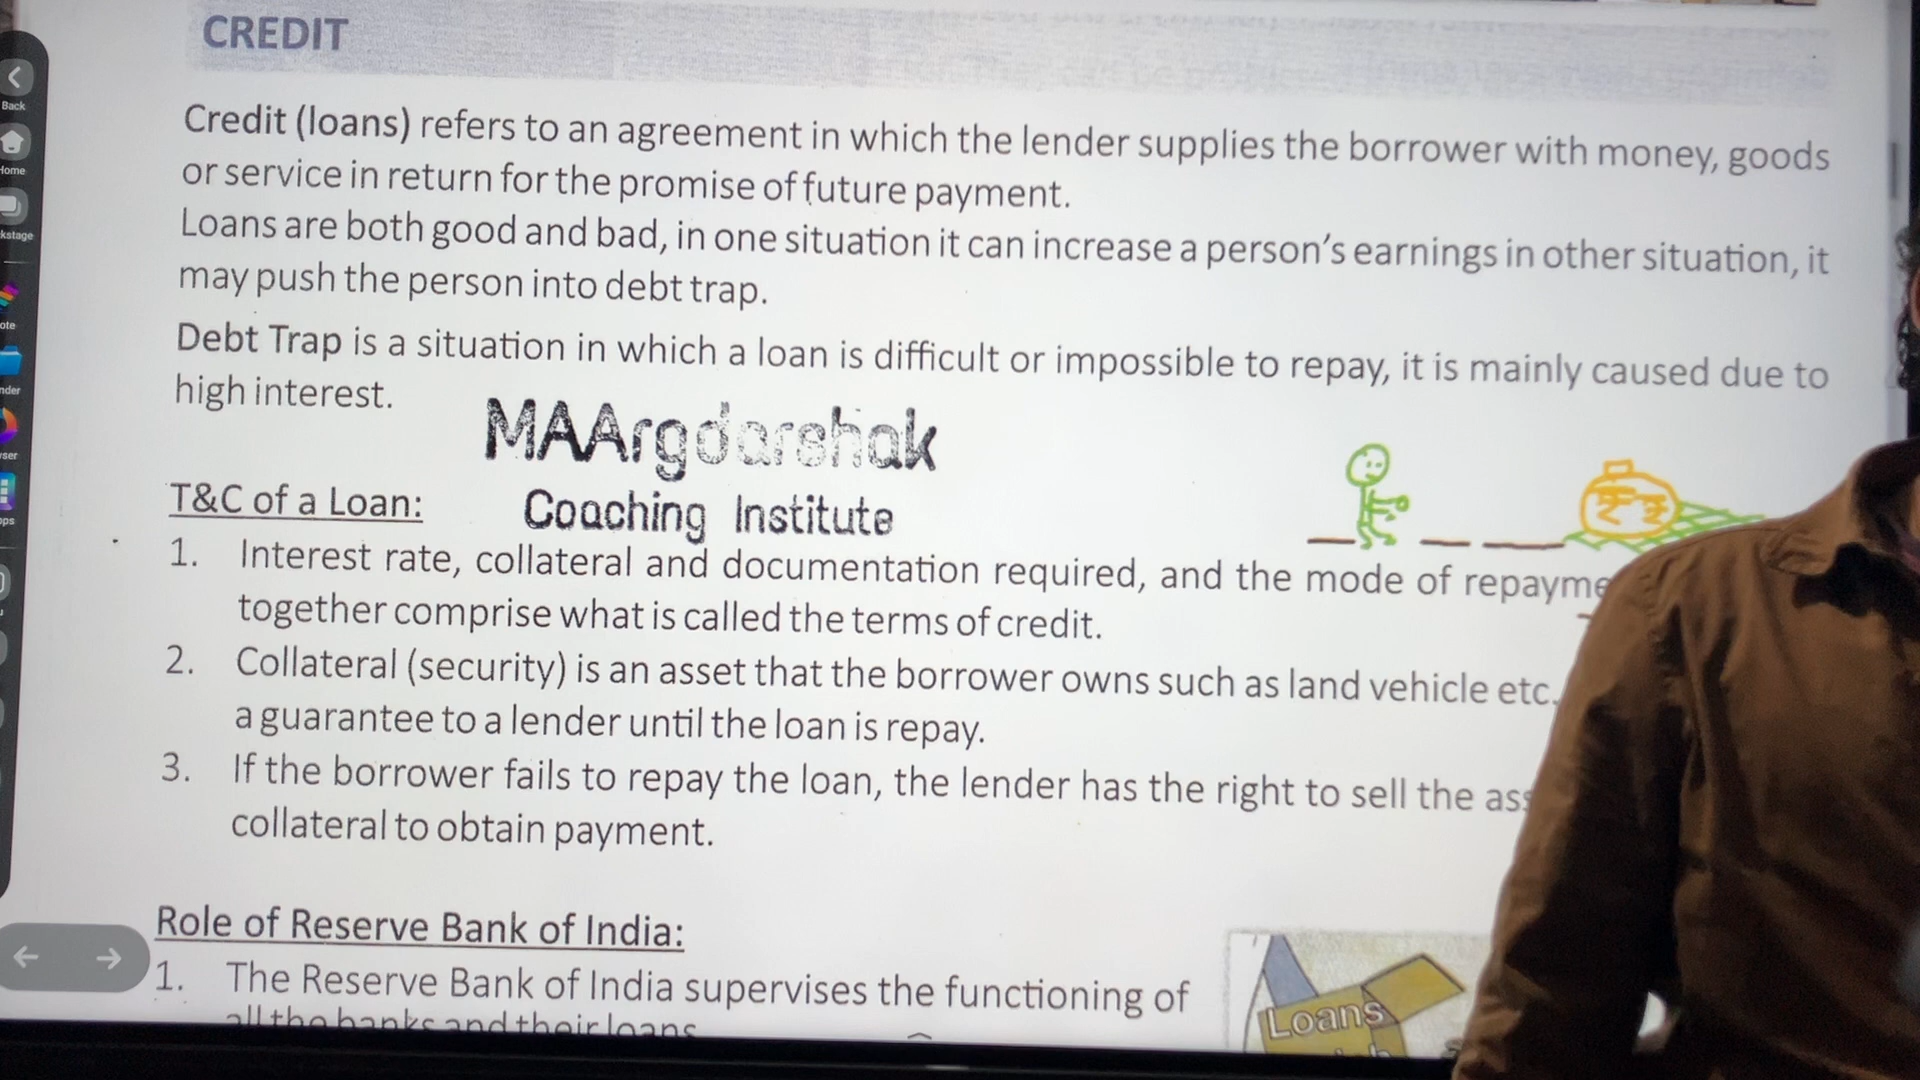 CREDIT
Back
Credit (loans) refers to an agreement in which the lender supplies the borrower with money, goods
or service in return for the promise of future payment.
Loans are both good and bad, in one situation it can increase a person's earnings in other situation, it
may push the person into debt trap.
Debt Trap is a situation in which a loan is difficult or impossible to repay, it is mainly caused due to
high interest.
MAArgdarshak
Coaching Institute
T&C of a Loan:
1. Interest rate, collateral and documentation required, and the mode of
together comprise what is called the terms of credit.
2. Collateral (security) is an asset that the borrower owns such as land vehicle etc.
a guarantee to a lender until the loan is repay.
3. If the borrower fails to repay the loan, the lender has the right to sell the
collateral to obtain payment.
Role of Reserve Bank of India:
1. The Reserve Bank of India supervises the functioning of
all the banks and their loans
Loans